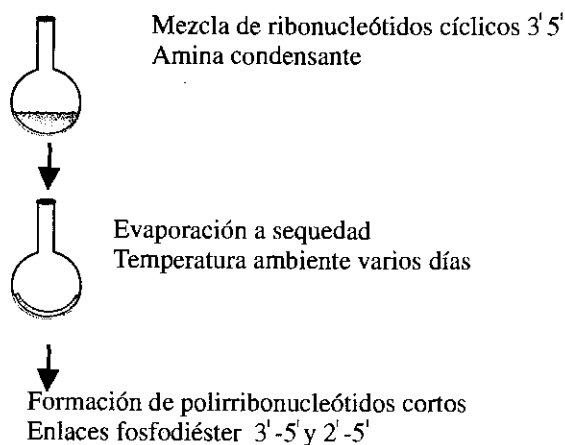 Mezcla de ribonucleótidos cíclicos 3'5'
Amina condensante
Evaporación a sequedad
Temperatura ambiente varios días
Formación de polirribonucleótidos cortos
Enlaces fosfodiéster 3'-5' y 2'-5'